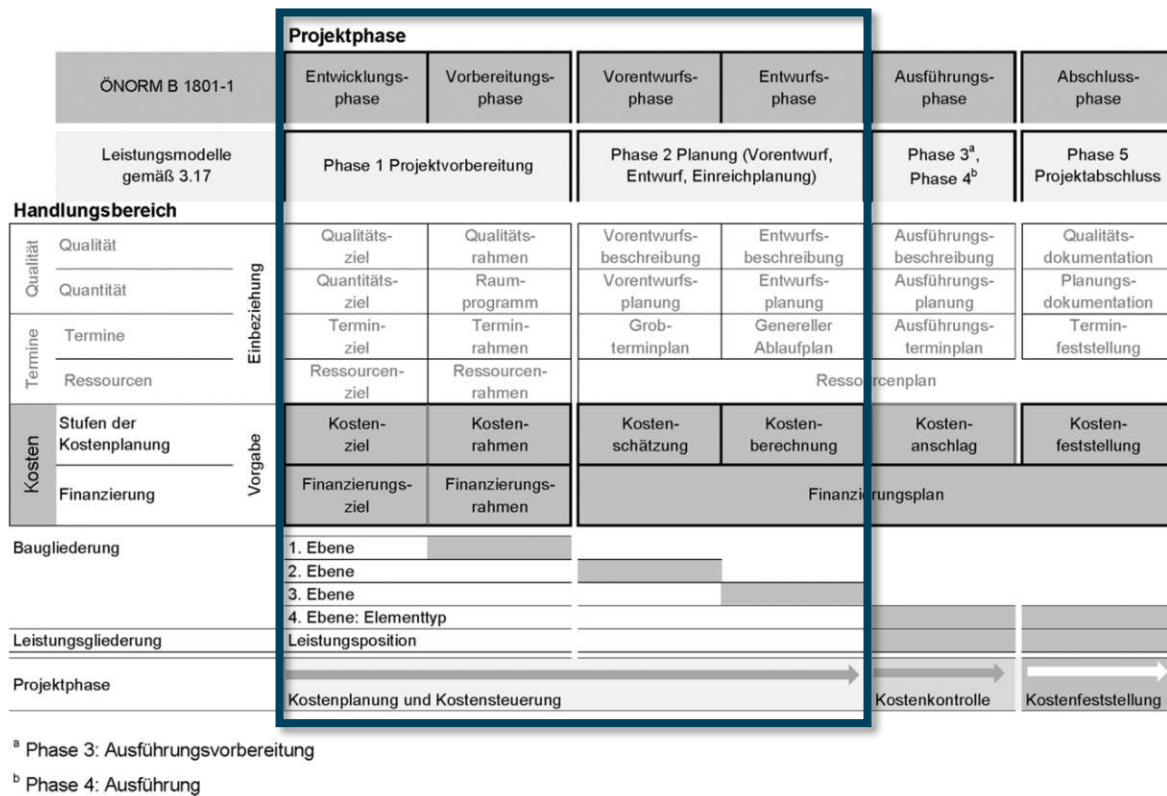 Projektphase
ÖNORM B 1801-1
Entwicklungs-
phase
Vorbereitungs-
phase
Vorentwurfs-
phase
Entwurfs-
phase
Ausführungs-
phase
Abschluss-
phase
Leistungsmodelle
gemäß 3.17
Phase 1 Projektvorbereitung
Phase 2 Planung (Vorentwurf,
Entwurf, Einreichplanung)
Phase 3a,
Phase 4b
Phase 5
Projektabschluss
Handlungsbereich
Qualität
Qualität
Einbeziehung
Qualitäts-
ziel
Qualitäts-
rahmen
Vorentwurfs-
beschreibung
Entwurfs-
beschreibung
Ausführungs-
beschreibung
Qualitäts-
dokumentation
Quantität
Quantitäts-
ziel
Raum-
programm
Vorentwurfs-
planung
Entwurfs-
planung
Ausführungs-
planung
Planungs-
dokumentation
Termine
Termine
Termin-
ziel
Termin-
rahmen
Grob-
terminplan
Genereller
Ablaufplan
Ausführungs-
terminplan
Termin-
feststellung
Ressourcen
Ressourcen-
ziel
Ressourcen-
rahmen
Ressourcenplan
Kosten
Stufen der
Kostenplanung
Vorgabe
Kosten-
ziel
Kosten-
rahmen
Kosten-
schätzung
Kosten-
berechnung
Kosten-
anschlag
Kosten-
feststellung
Finanzierung
Finanzierungs-
ziel
Finanzierungs-
rahmen
Finanzierungsplan
Baugliederung
1. Ebene
2. Ebene
3. Ebene
4. Ebene: Elementtyp
Leistungsgliederung
Leistungsposition
Projektphase
Kostenplanung und Kostensteuerung
Kostenkontrolle
Kostenfeststellung
a Phase 3: Ausführungsvorbereitung
b Phase 4: Ausführung